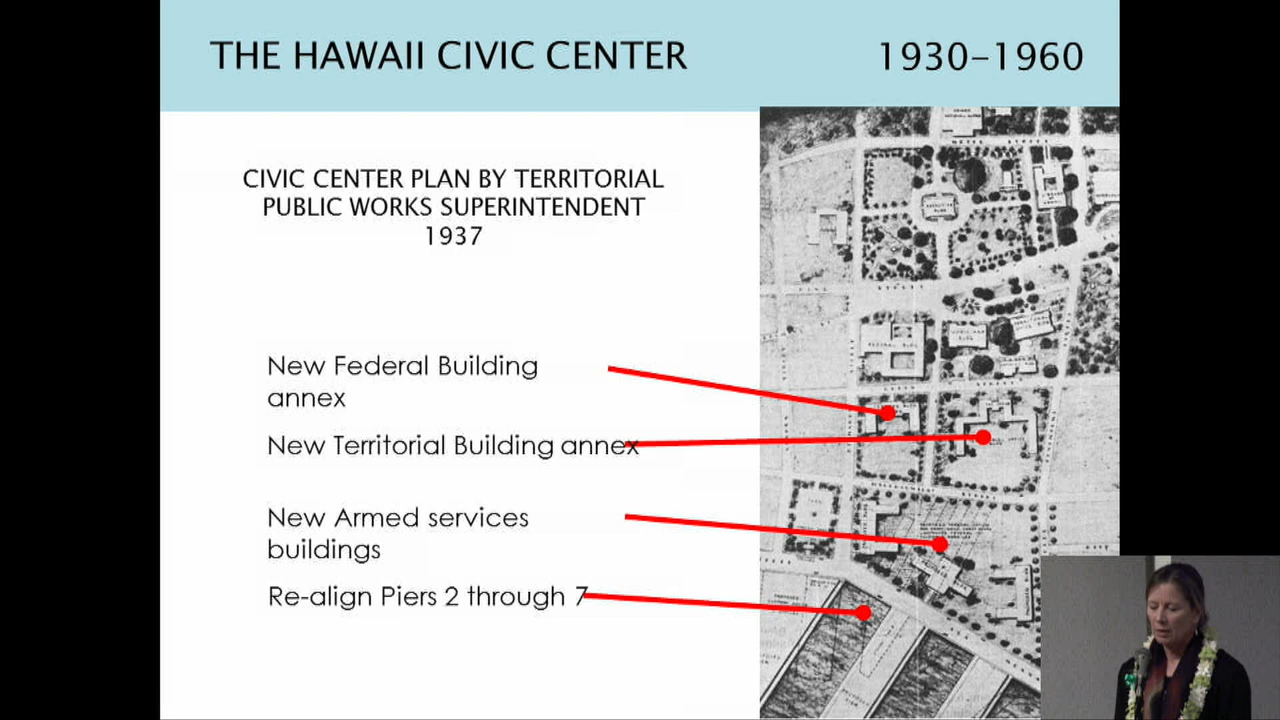 THE HAWAII CIVIC CENTER
1930–1960
CIVIC CENTER PLAN BY TERRITORIAL
PUBLIC WORKS SUPERINTENDENT
1937
New Federal Building
annex
New Territorial Building annex
New Armed services
buildings
Re-align Piers 2 through 7